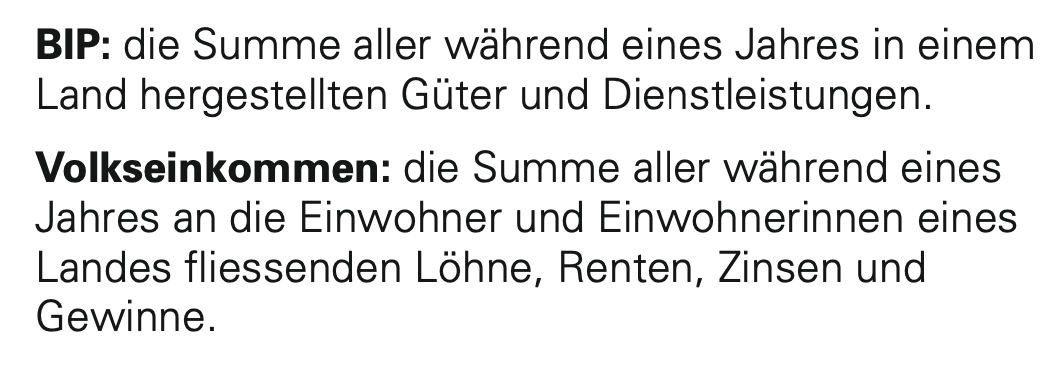 BIP: die Summe aller während eines Jahres in einem
Land hergestellten Güter und Dienstleistungen.
Volkseinkommen: die Summe aller während eines
Jahres an die Einwohner und Einwohnerinnen eines
Landes fliessenden Löhne, Renten, Zinsen und
Gewinne.